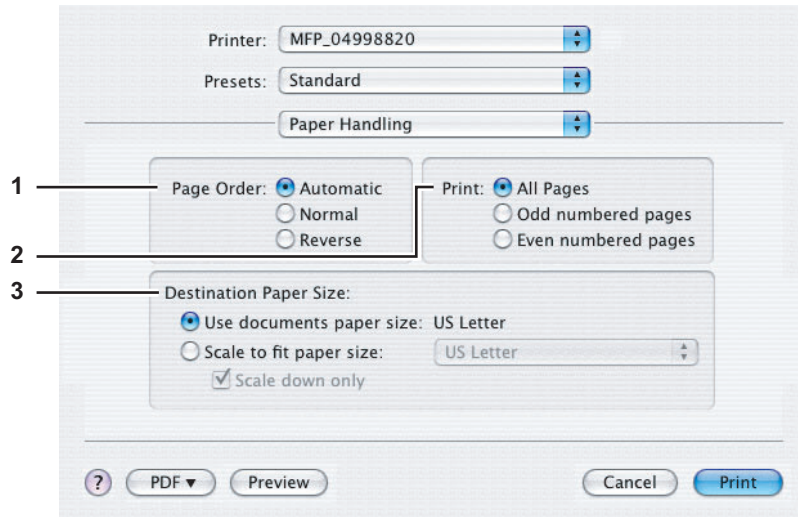 Printer: MFP_04998820
Presets: Standard
Paper Handling
1
Page Order: Automatic
Normal
Reverse
2
Print: All Pages
Odd numbered pages
Even numbered pages
3
Destination Paper Size:
Use documents paper size: US Letter
Scale to fit paper size: US Letter
Scale down only
? PDF ▼ Preview Cancel Print